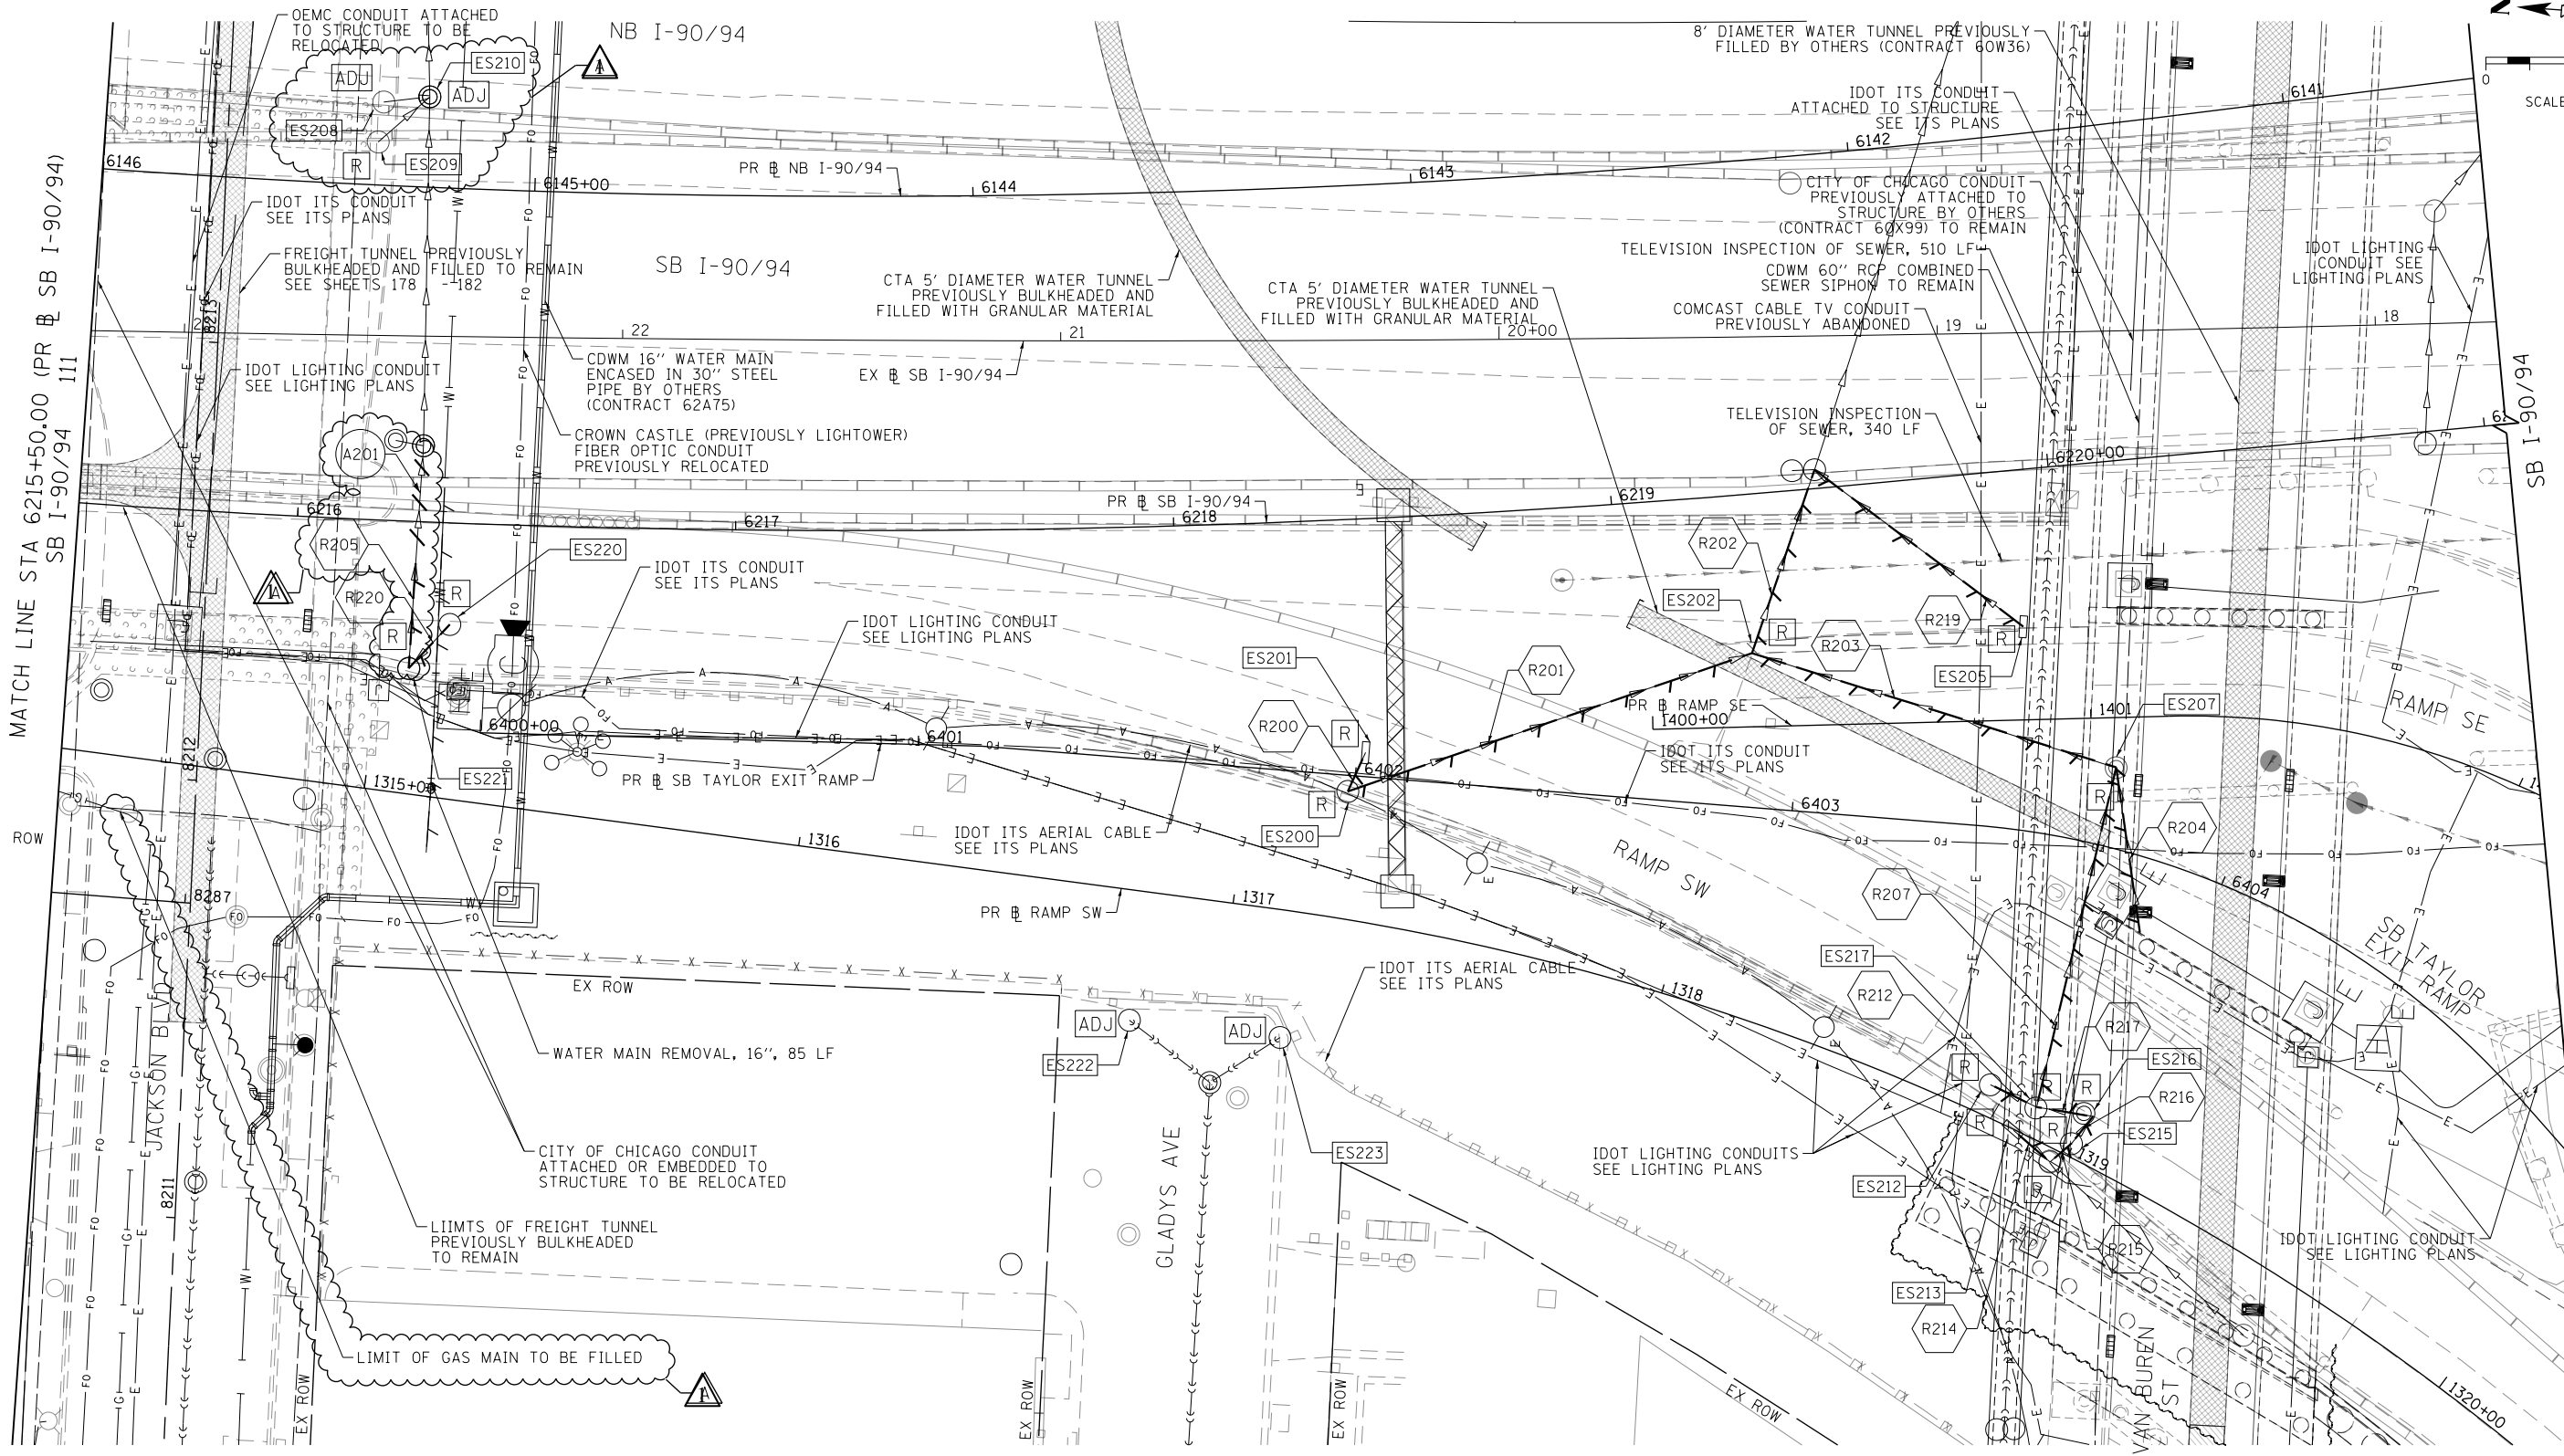 OEMC CONDUIT ATTACHED
TO STRUCTURE TO BE
RELOCATED
NB I-90/94
ES210
ADJ
ADJ
ES208
ES209
R
8' DIAMETER WATER TUNNEL PREVIOUSLY
FILLED BY OTHERS (CONTRACT 60W36)
IDOT ITS CONDUIT
ATTACHED TO STRUCTURE
SEE ITS PLANS
0
SCALE
6141
6142
6143
6144
6145+00
6146
PR BL NB I-90/94
CITY OF CHICAGO CONDUIT
PREVIOUSLY ATTACHED TO
STRUCTURE BY OTHERS
(CONTRACT 60X99) TO REMAIN
IDOT ITS CONDUIT
SEE ITS PLANS
FREIGHT TUNNEL PREVIOUSLY
BULKHEADED AND FILLED TO REMAIN
SEE SHEETS 178 -182
SB I-90/94
TELEVISION INSPECTION OF SEWER, 510 LF
CDWM 60" RCP COMBINED
SEWER SIPHON TO REMAIN
COMCAST CABLE TV CONDUIT
PREVIOUSLY ABANDONED
IDOT LIGHTING
CONDUIT SEE
LIGHTING PLANS
CTA 5' DIAMETER WATER TUNNEL
PREVIOUSLY BULKHEADED AND
FILLED WITH GRANULAR MATERIAL
CTA 5' DIAMETER WATER TUNNEL
PREVIOUSLY BULKHEADED AND
FILLED WITH GRANULAR MATERIAL
8213
22
21
20+00
19
18
MATCH LINE STA 6215+50.00 (PR BL SB I-90/94)
SB I-90/94 111
IDOT LIGHTING CONDUIT
SEE LIGHTING PLANS
CDWM 16" WATER MAIN
ENCASED IN 30" STEEL
PIPE BY OTHERS
(CONTRACT 62A75)
EX BL SB I-90/94
CROWN CASTLE (PREVIOUSLY LIGHTOWER)
FIBER OPTIC CONDUIT
PREVIOUSLY RELOCATED
TELEVISION INSPECTION
OF SEWER, 340 LF
SB I-90/94
A201
6216
6217
6218
6219
6220+00
PR BL SB I-90/94
R205
R220
ES220
R
R
1A
IDOT ITS CONDUIT
SEE ITS PLANS
IDOT LIGHTING CONDUIT
SEE LIGHTING PLANS
R202
ES202
R
R203
R219
R
ES205
ES201
R200
R
R201
PR BL RAMP SE
1400+00
1401
ES207
RAMP SE
IDOT ITS CONDUIT
SEE ITS PLANS
6400+00
6401
6402
6403
6404
8212
1315+00
ES221
PR BL SB TAYLOR EXIT RAMP
R
ES200
R
R204
ROW
1316
IDOT ITS AERIAL CABLE
SEE ITS PLANS
RAMP SW
R207
8287
PR BL RAMP SW
1317
SB TAYLOR
EXIT RAMP
ES217
R212
IDOT ITS AERIAL CABLE
SEE ITS PLANS
EX ROW
1318
ADJ
ADJ
R217
ES222
WATER MAIN REMOVAL, 16", 85 LF
R
R
R
ES216
R216
JACKSON BLVD
R
R
ES215
1319
CITY OF CHICAGO CONDUIT
ATTACHED OR EMBEDDED TO
STRUCTURE TO BE RELOCATED
ES223
IDOT LIGHTING CONDUITS
SEE LIGHTING PLANS
ES212
8211
GLADYS AVE
LIIMTS OF FREIGHT TUNNEL
PREVIOUSLY BULKHEADED
TO REMAIN
R215
IDOT LIGHTING CONDUIT
SEE LIGHTING PLANS
ES213
R214
LIMIT OF GAS MAIN TO BE FILLED
1A
EX ROW
EX ROW
EX ROW
EX ROW
VAN BUREN
ST
1320+00